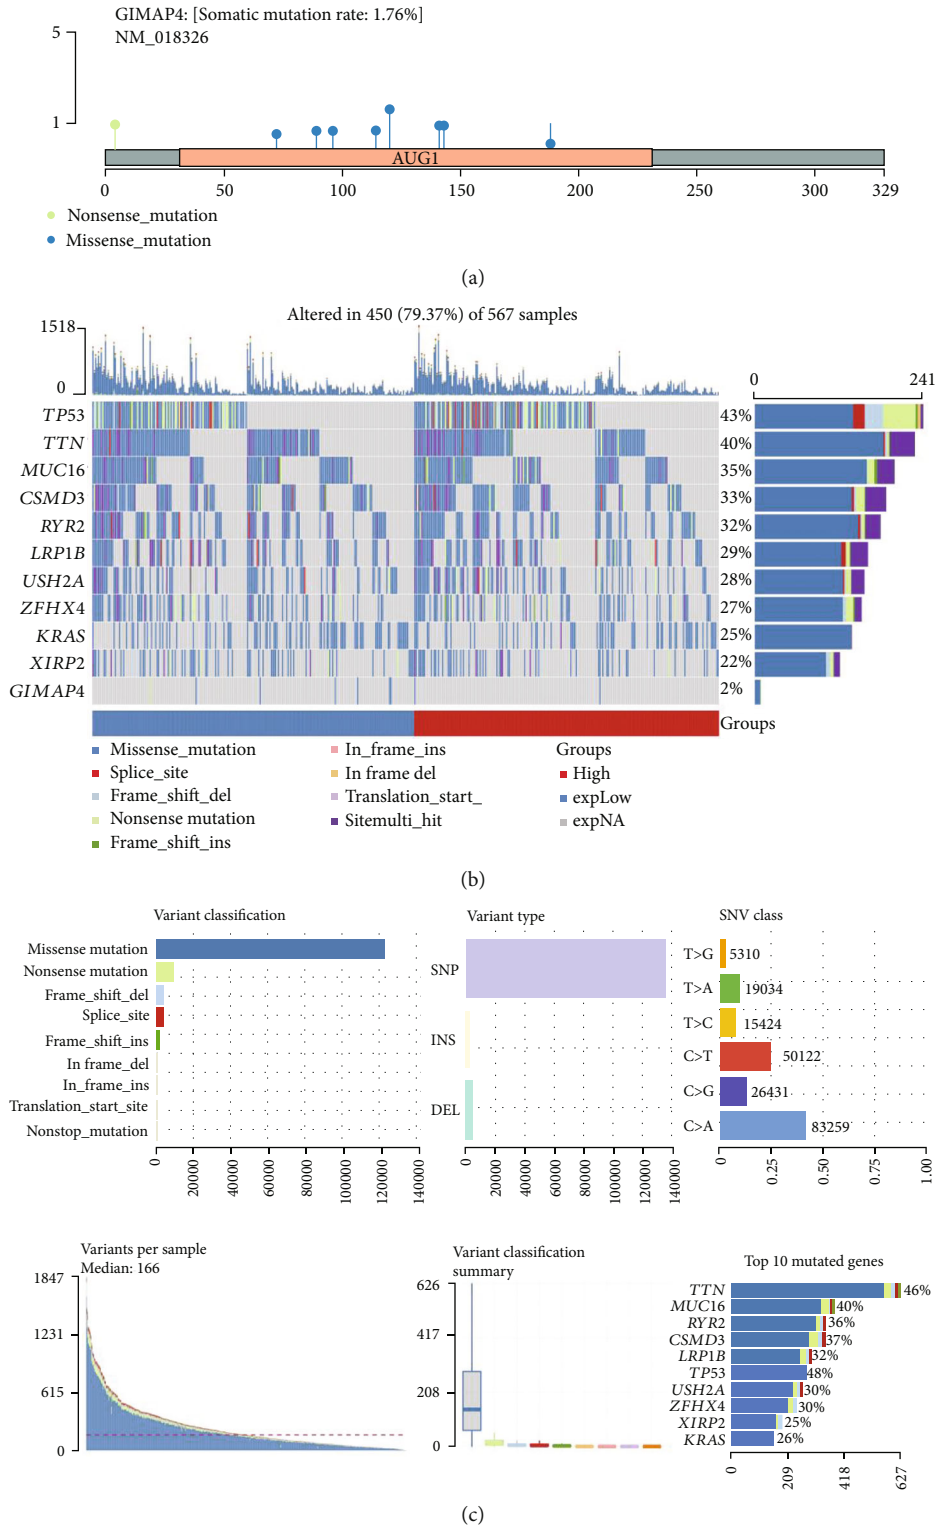 GIMAP4: [Somatic mutation rate: 1.76%]
NM_018326
5
1
AUG1
0 50 100 150 200 250 300 329
Nonsense_mutation
Missense_mutation
(a)
Altered in 450 (79.37%) of 567 samples
1518
0
0 241
TP53 43%
TTN 40%
MUC16 35%
CSMD3 33%
RYR2 32%
LRP1B 29%
USH2A 28%
ZFHX4 27%
KRAS 25%
XIRP2 22%
GIMAP4 2%
Groups
Missense_mutation
Splice_site
Frame_shift_del
Nonsense mutation
Frame_shift_ins
In_frame_ins
In frame del
Translation_start_
Sitemulti_hit
Groups
High
expLow
expNA
(b)
Variant classification
Missense mutation
Nonsense mutation
Frame_shift_del
Splice_site
Frame_shift_ins
In frame_del
In_frame_ins
Translation_start_site
Nonstop_mutation
0 20000 40000 60000 80000 100000 120000 140000
Variant type
SNP
INS
DEL
0 20000 40000 60000 80000 100000 120000 140000
SNV class
T>G 5310
T>A 19034
T>C 15424
C>T 50122
C>G 26431
C>A 83259
0 0.25 0.50 0.75 1.00
Variants per sample
Median: 166
1847
1231
615
0
Variant classification
summary
626
417
208
0
Top 10 mutated genes
TTN 46%
MUC16 40%
RYR2 36%
CSMD3 37%
LRP1B 32%
TP53 48%
USH2A 30%
ZFHX4 30%
XIRP2 25%
KRAS 26%
0 209 418 627
(c)